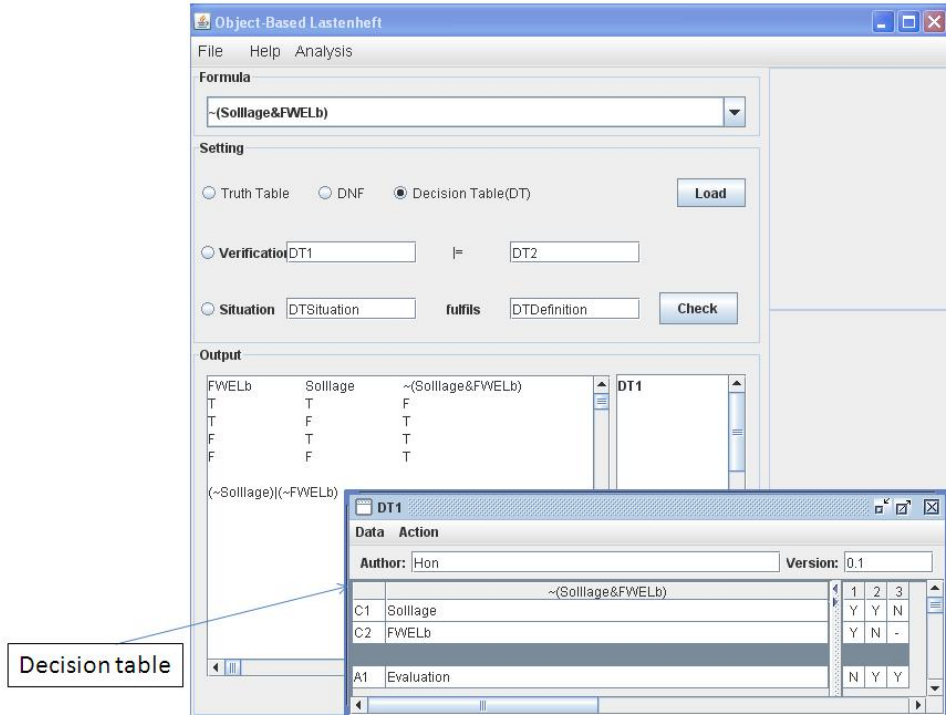 Object-Based Lastenheft
File Help Analysis
Formula
~(Solllage&FWELb)
Setting
Truth Table DNF Decision Table(DT) Load
Verification DT1 |= DT2
Situation DTSituation fulfils DTDefinition Check
Output
FWELb Solllage ~(Solllage&FWELb)
T T F
T F T
F T T
F F T
(~Solllage)|(~FWELb)
DT1
DT1
Data Action
Author: Hon Version: 0.1
~(Solllage&FWELb) 1 2 3
C1 Solllage Y Y N
C2 FWELb Y N -
A1 Evaluation N Y Y
Decision table